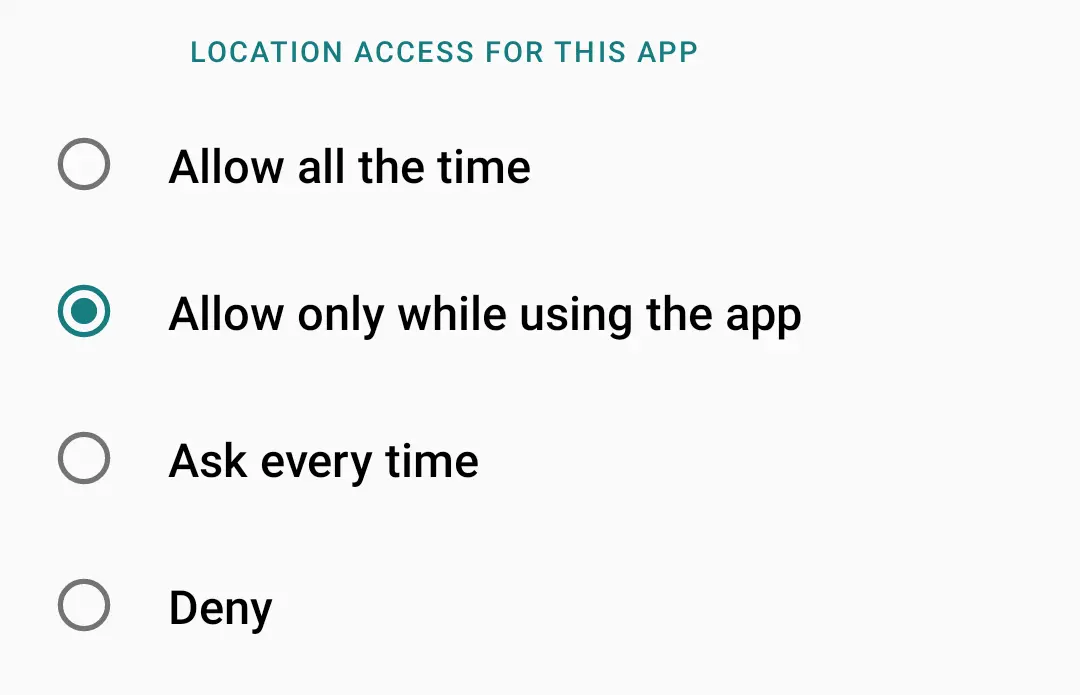 LOCATION ACCESS FOR THIS APP
Allow all the time
Allow only while using the app
Ask every time
Deny